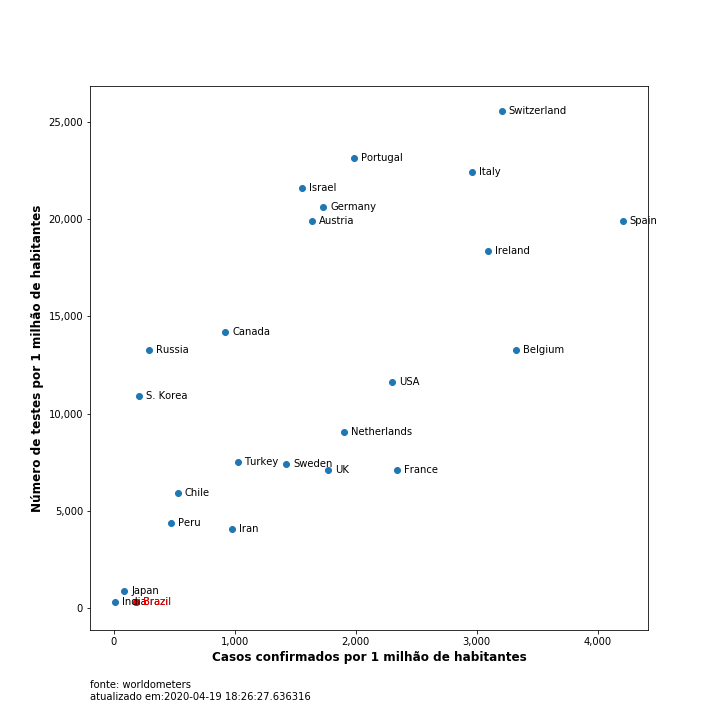 Número de testes por 1 milhão de habitantes
25,000
20,000
15,000
10,000
5,000
0
Switzerland
Portugal
Italy
Israel
Germany
Austria
Spain
Ireland
Canada
Russia
Belgium
USA
S. Korea
Netherlands
Turkey
Sweden
UK
France
Chile
Peru
Iran
Japan
India
Brazil
0
1,000
2,000
3,000
4,000
Casos confirmados por 1 milhão de habitantes
fonte: worldometers
atualizado em:2020-04-19 18:26:27.636316